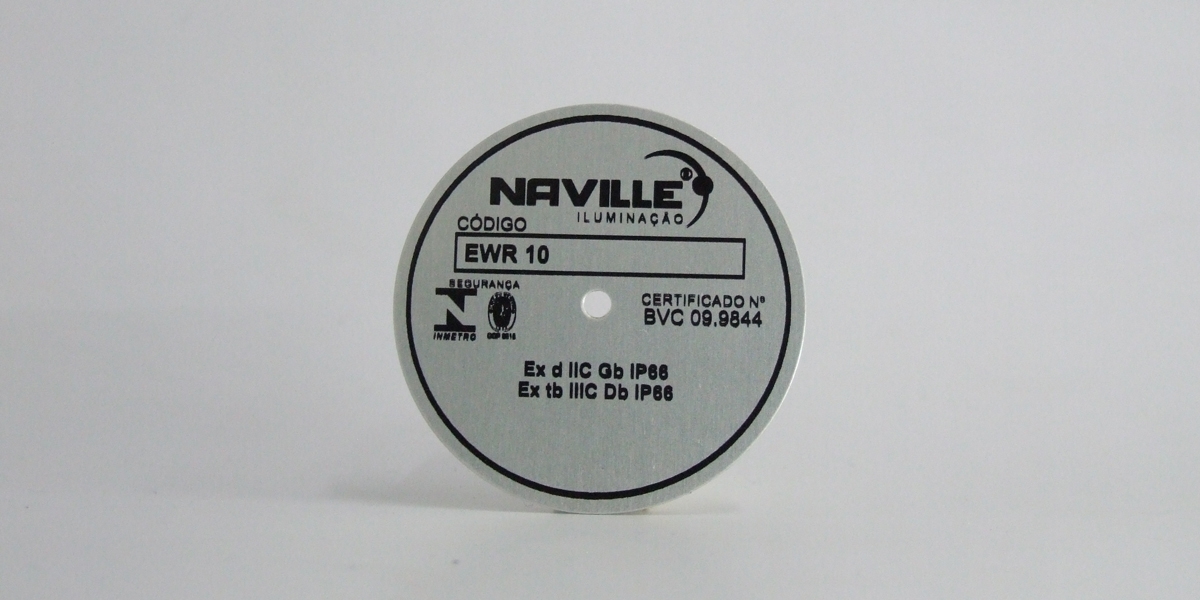 NAVILLE®
ILUMINAÇÃO
CÓDIGO
EWR 10
SEGURANÇA
INMETRO
CERTIFICADO Nº
BVC 09.9844
Ex d IIC Gb IP66
Ex tb IIIC Db IP66